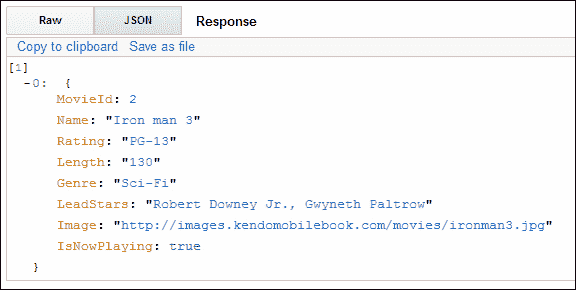 Raw JSON Response
Copy to clipboard Save as file
[1]
-0: {
MovieId: 2
Name: "Iron man 3"
Rating: "PG-13"
Length: "130"
Genre: "Sci-Fi"
LeadStars: "Robert Downey Jr., Gwyneth Paltrow"
Image: "http://images.kendomobilebook.com/movies/ironman3.jpg"
IsNowPlaying: true
}